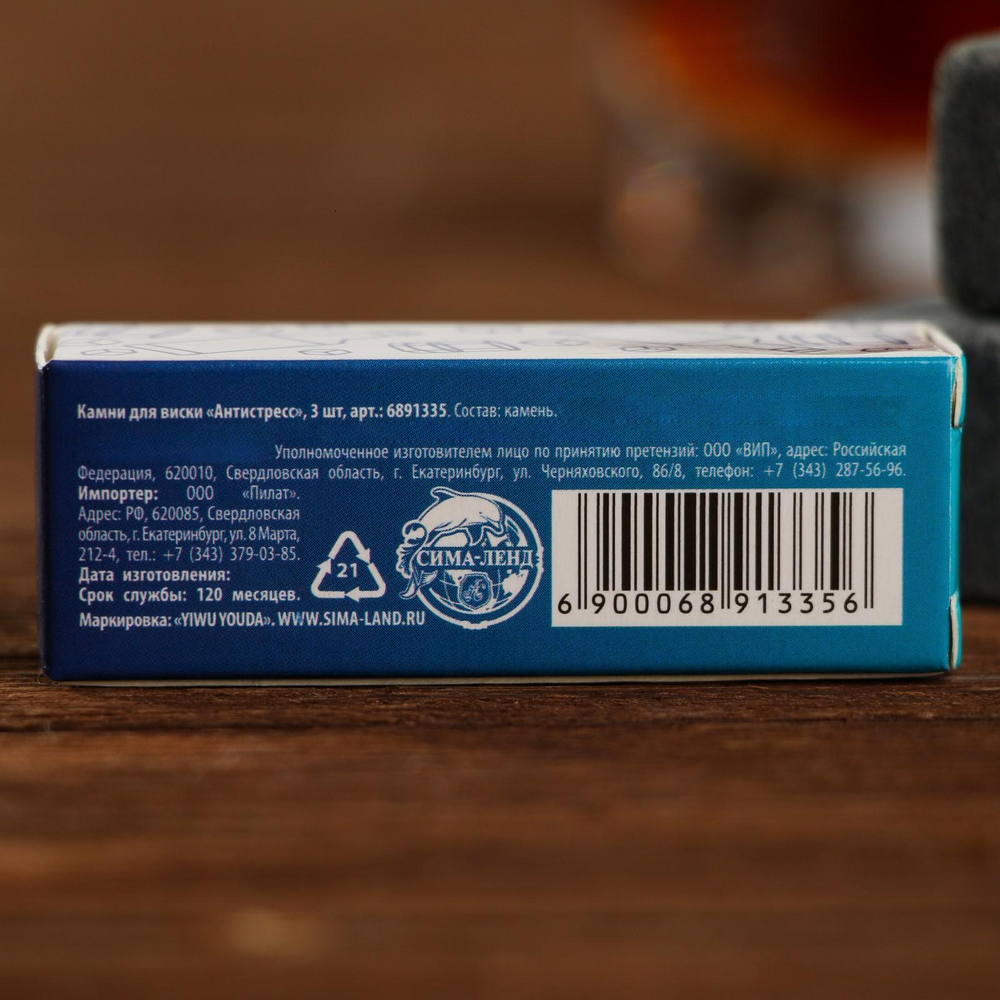 Камни для виски «Антистресс», 3 шт, арт.: 6891335. Состав: камень.
Уполномоченное изготовителем лицо по принятию претензий: ООО «ВИП», адрес: Российская
Федерация, 620010, Свердловская область, г. Екатеринбург, ул. Черняховского, 86/8, телефон: +7 (343) 287-56-96.
Импортер: ООО «Пилат».
Адрес: РФ, 620085, Свердловская
область, г. Екатеринбург, ул. 8 Марта,
212-4, тел.: +7 (343) 379-03-85.
Дата изготовления:
Срок службы: 120 месяцев.
Маркировка: «YIWU YOUDA». WWW.SIMA-LAND.RU
21
СИМА-ЛЕНД
6 900068 913356